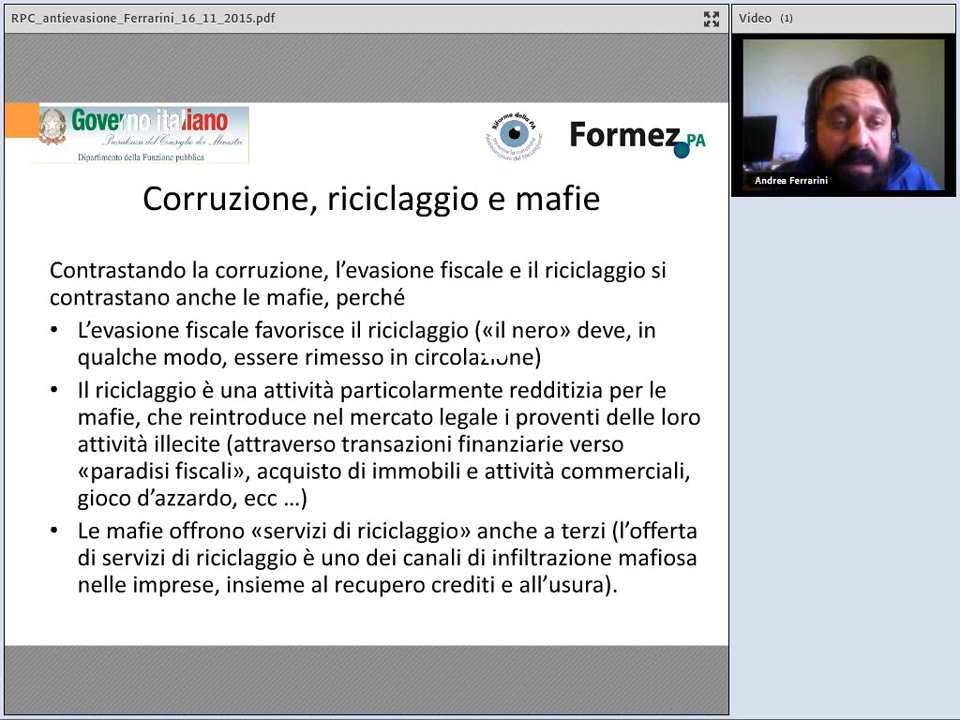 RPC_antievasione_Ferrarini_16_11_2015.pdf
Video (1)
Governo italiano
Presidenza del Consiglio dei Ministri
Dipartimento della Funzione pubblica
Riforme della PA
Formez PA
Andrea Ferrarini
Corruzione, riciclaggio e mafie
Contrastando la corruzione, l’evasione fiscale e il riciclaggio si
contrastano anche le mafie, perché
• L’evasione fiscale favorisce il riciclaggio («il nero» deve, in
qualche modo, essere rimesso in circolazione)
• Il riciclaggio è una attività particolarmente redditizia per le
mafie, che reintroduce nel mercato legale i proventi delle loro
attività illecite (attraverso transazioni finanziarie verso
«paradisi fiscali», acquisto di immobili e attività commerciali,
gioco d’azzardo, ecc …)
• Le mafie offrono «servizi di riciclaggio» anche a terzi (l’offerta
di servizi di riciclaggio è uno dei canali di infiltrazione mafiosa
nelle imprese, insieme al recupero crediti e all’usura).